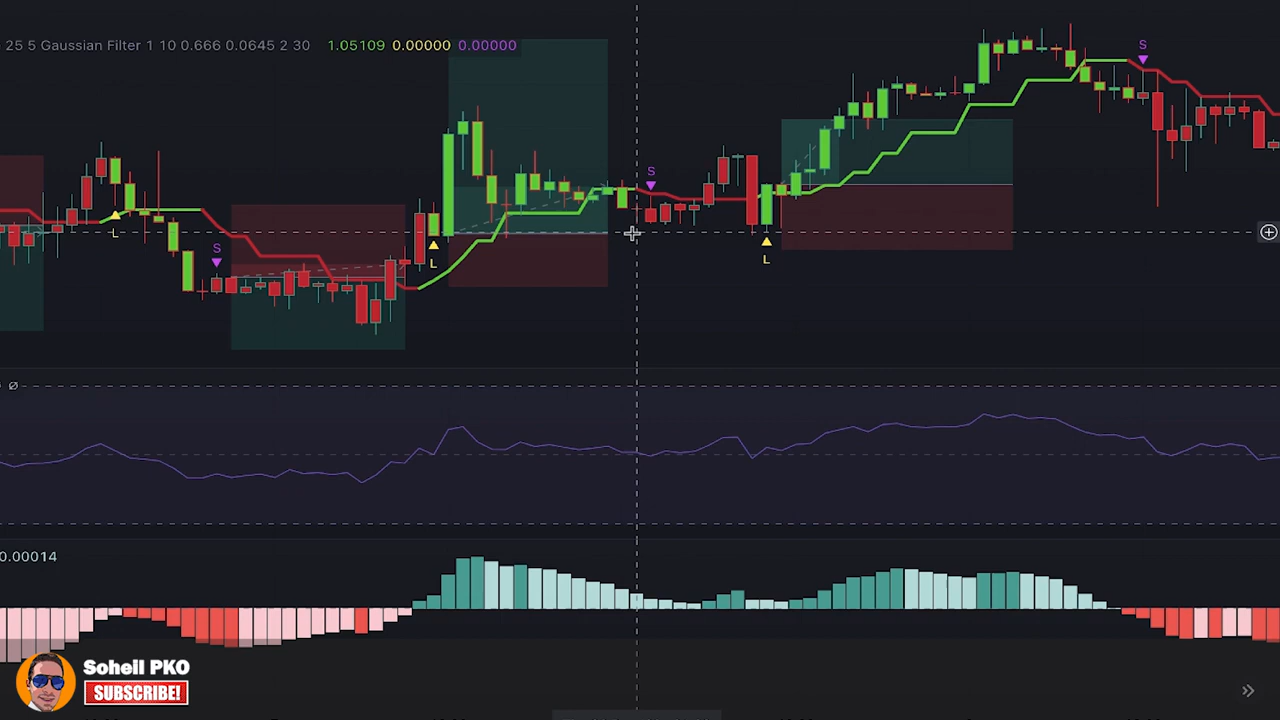 25 5 Gaussian Filter 1 10 0.666 0.0645 2 30 1.05109 0.00000 0.00000
S
S
S
L
L
L
Ø
0.00014
Soheil PKO
SUBSCRIBE!